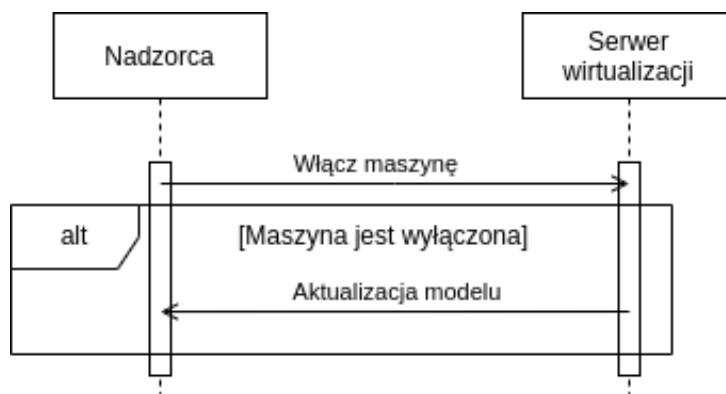 Nadzorca
Serwer
wirtualizacji
Włącz maszynę
alt
[Maszyna jest wyłączona]
Aktualizacja modelu